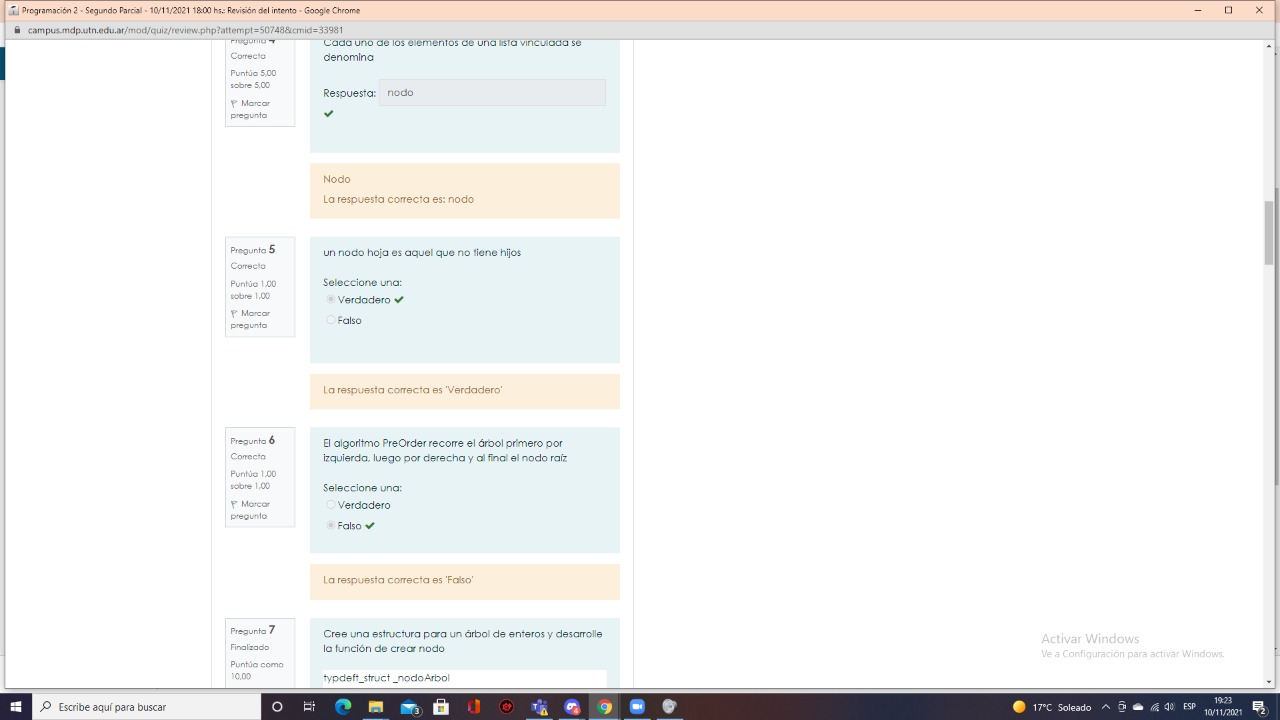 Programación 2 - Segundo Parcial - 10/11/2021 18:00 hs.: Revisión del intento - Google Chrome
campus.mdp.utn.edu.ar/mod/quiz/review.php?attempt=50748&cmid=33981
Pregunta 4
Correcta
Puntúa 5,00
sobre 5,00
Marcar
pregunta
Cada uno de los elementos de una lista vinculada se
denomina
Respuesta: nodo
Nodo
La respuesta correcta es: nodo
Pregunta 5
Correcta
Puntúa 1,00
sobre 1,00
Marcar
pregunta
un nodo hoja es aquel que no tiene hijos
Seleccione una:
Verdadero
Falso
La respuesta correcta es 'Verdadero'
Pregunta 6
Correcta
Puntúa 1,00
sobre 1,00
Marcar
pregunta
El algoritmo PreOrder recorre el árbol primero por
izquierda, luego por derecha y al final el nodo raíz
Seleccione una:
Verdadero
Falso
La respuesta correcta es 'Falso'
Pregunta 7
Finalizado
Puntúa como
10,00
Cree una estructura para un árbol de enteros y desarrolle
la función de crear nodo
typdeft_struct _nodoArbol
Activar Windows
Ve a Configuración para activar Windows.
Escribe aquí para buscar
3
17°C Soleado
ESP
19:23
10/11/2021
2